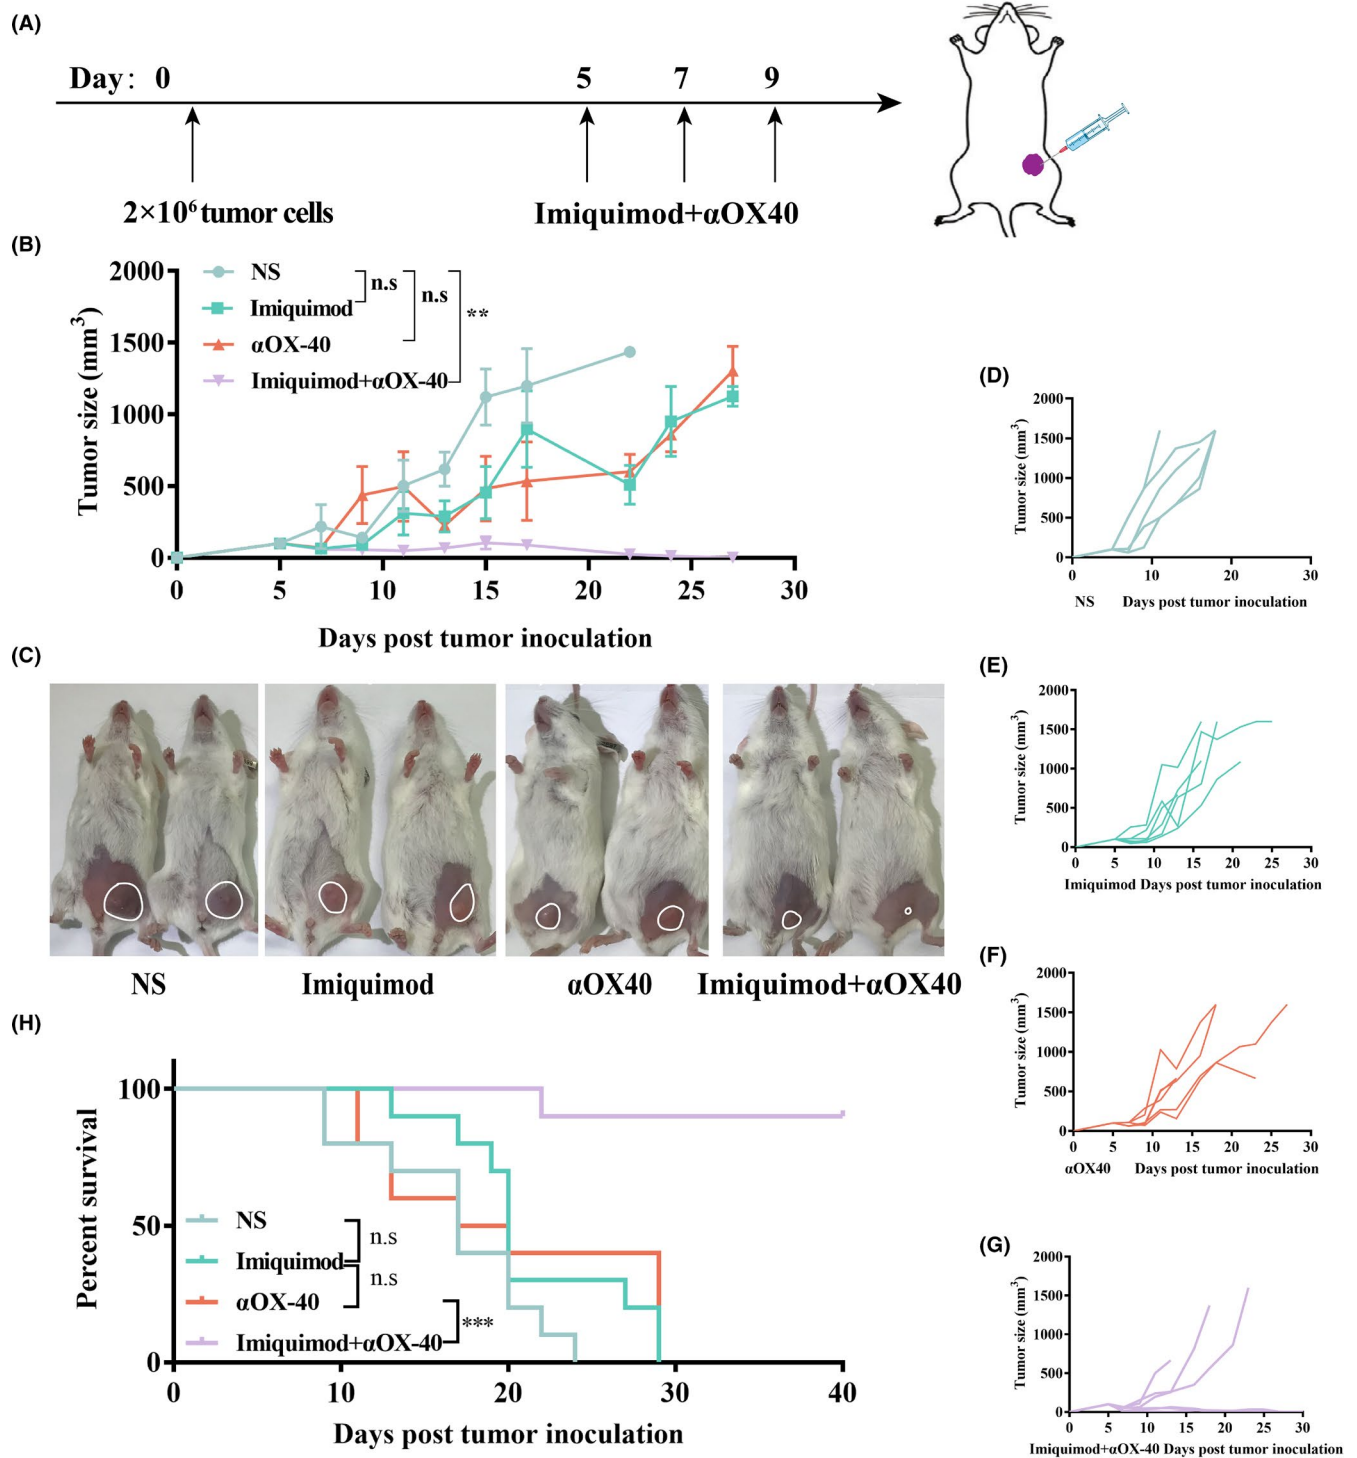 (A)
Day: 0 5 7 9
2×10⁶ tumor cells
Imiquimod+αOX40
(B)
Tumor size (mm³)
2000
1500
1000
500
0
0 5 10 15 20 25 30
Days post tumor inoculation
NS
Imiquimod
αOX-40
Imiquimod+αOX-40
n.s
n.s
**
(C)
NS
Imiquimod
αOX40
Imiquimod+αOX40
(D)
Tumor size (mm³)
2000
1500
1000
500
0
0 10 20 30
NS Days post tumor inoculation
(E)
Tumor size (mm³)
2000
1500
1000
500
0
0 5 10 15 20 25 30
Imiquimod Days post tumor inoculation
(F)
Tumor size (mm³)
2000
1500
1000
500
0
0 5 10 15 20 25 30
αOX40 Days post tumor inoculation
(G)
Tumor size (mm³)
2000
1500
1000
500
0
0 5 10 15 20 25 30
Imiquimod+αOX-40 Days post tumor inoculation
(H)
Percent survival
100
50
0
0 10 20 30 40
Days post tumor inoculation
NS
Imiquimod
αOX-40
Imiquimod+αOX-40
n.s
n.s
***